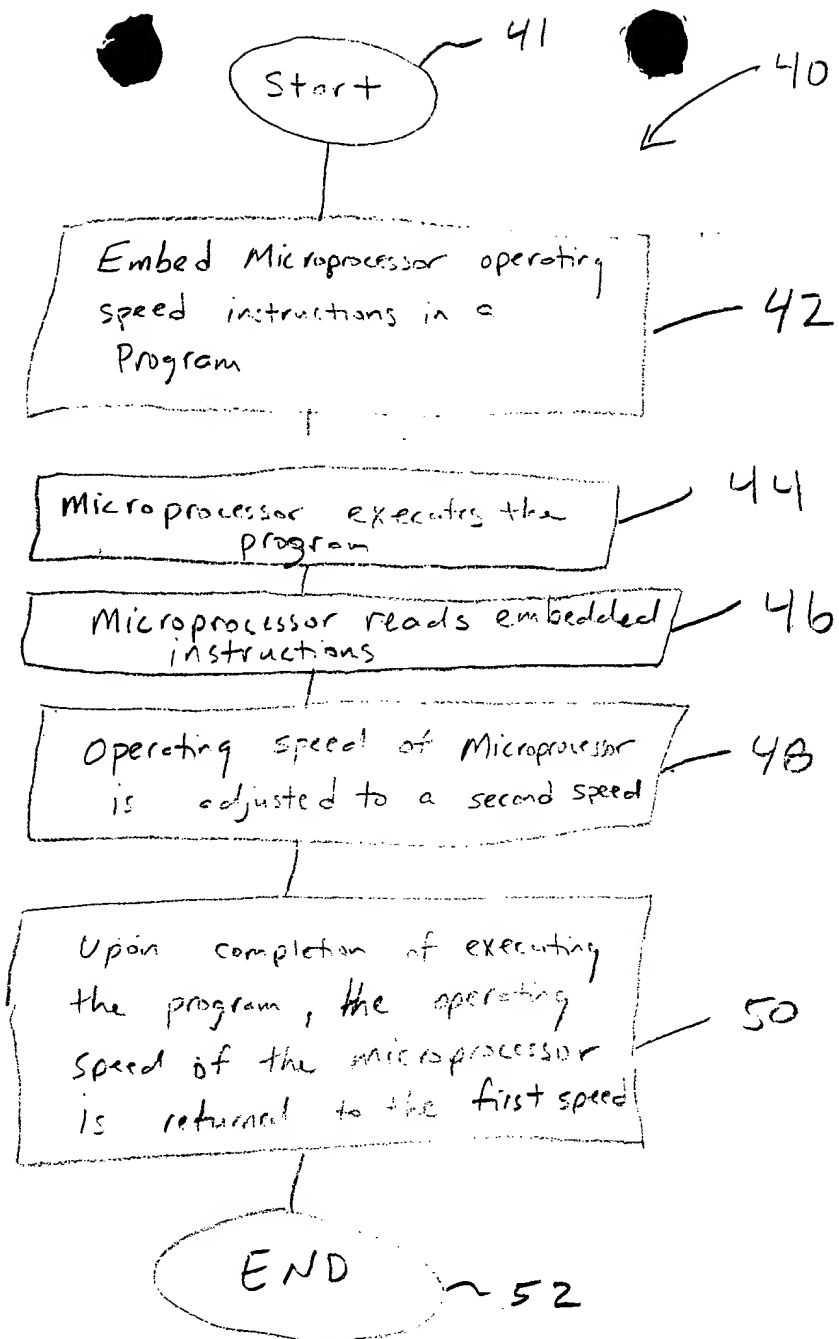 41
Start
40
Embed Microprocessor operating
speed instructions in a
Program
42
Microprocessor executes the
program
44
Microprocessor reads embedded
instructions
46
Operating speed of Microprocessor
is adjusted to a second speed
48
Upon completion of executing
the program, the operating
speed of the microprocessor
is returned to the first speed
50
END
52